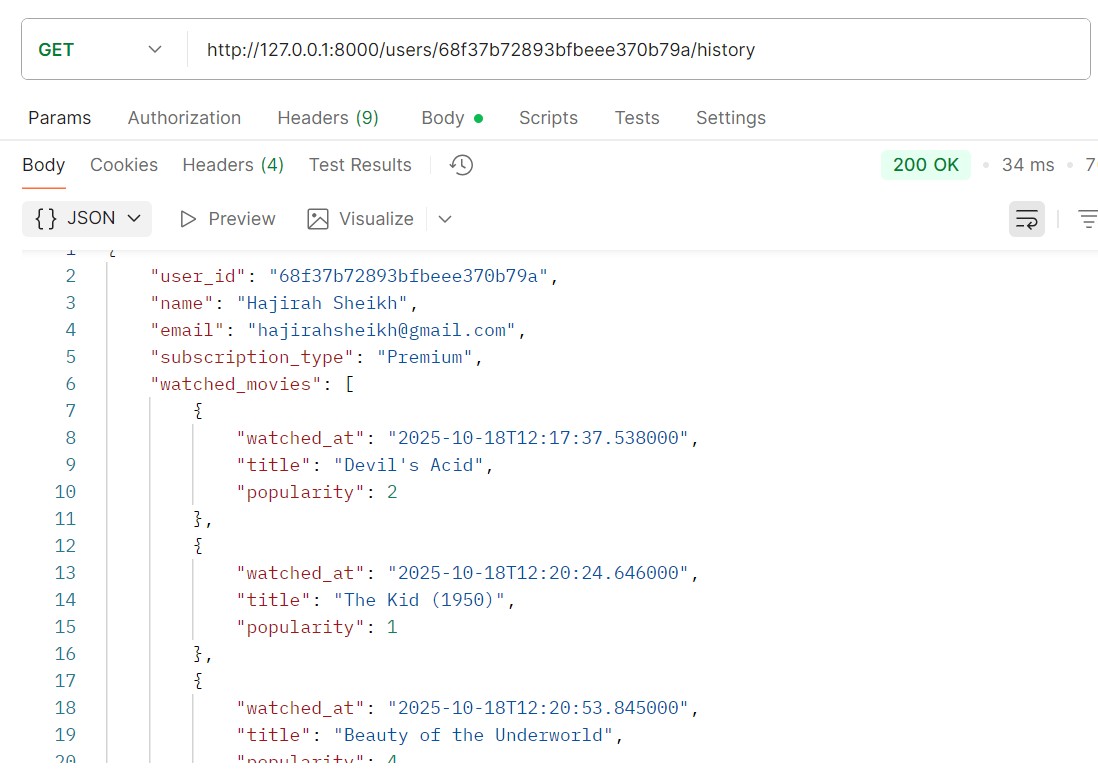 GET http://127.0.0.1:8000/users/68f37b72893bfbeee370b79a/history
Params Authorization Headers (9) Body Scripts Tests Settings
Body Cookies Headers (4) Test Results 200 OK 34 ms
{} JSON Preview Visualize
1 {
2 "user_id": "68f37b72893bfbeee370b79a",
3 "name": "Hajirah Sheikh",
4 "email": "hajirahsheikh@gmail.com",
5 "subscription_type": "Premium",
6 "watched_movies": [
7 {
8 "watched_at": "2025-10-18T12:17:37.538000",
9 "title": "Devil's Acid",
10 "popularity": 2
11 },
12 {
13 "watched_at": "2025-10-18T12:20:24.646000",
14 "title": "The Kid (1950)",
15 "popularity": 1
16 },
17 {
18 "watched_at": "2025-10-18T12:20:53.845000",
19 "title": "Beauty of the Underworld",
20 "popularity": 4